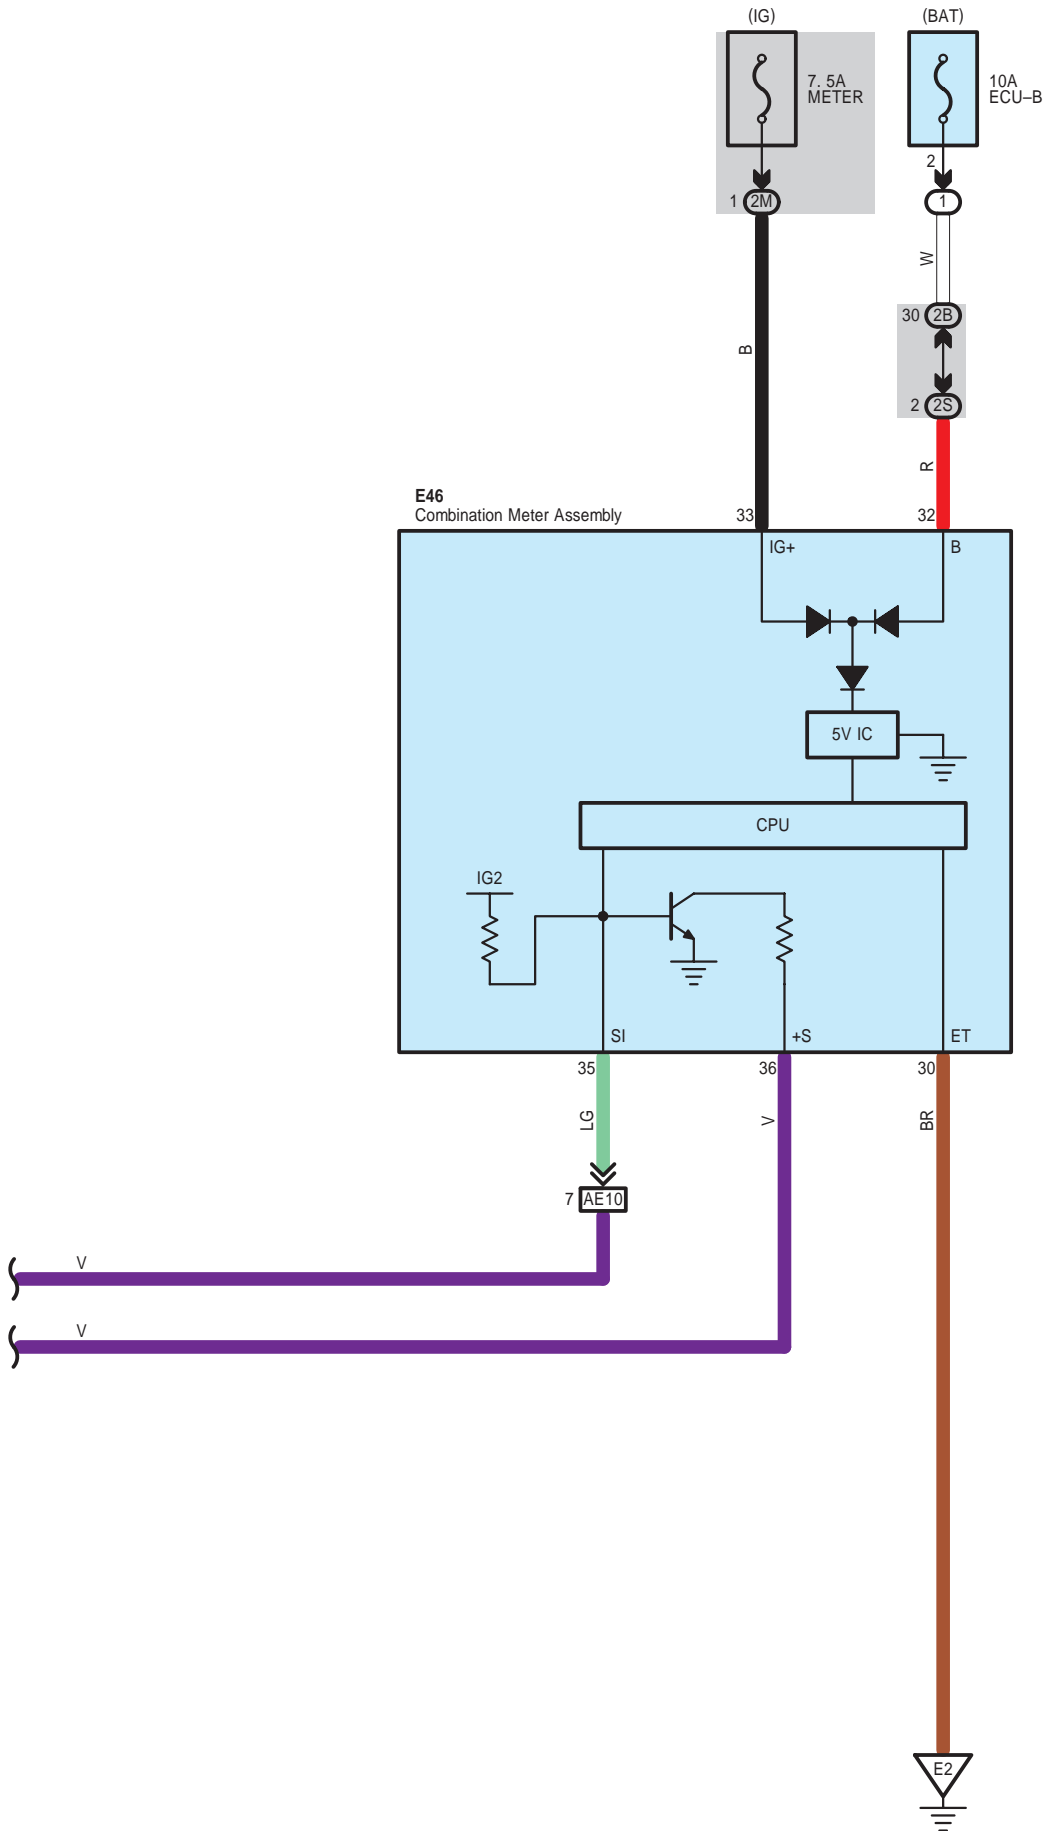 (IG)
(BAT)
7. 5A
METER
10A
ECU–B
2
1 2M
1
W
30 2B
B
2 2S
R
E46
Combination Meter Assembly
33
32
IG+
B
5V IC
CPU
IG2
SI
+S
ET
35
36
30
LG
V
BR
7 AE10
V
V
E2